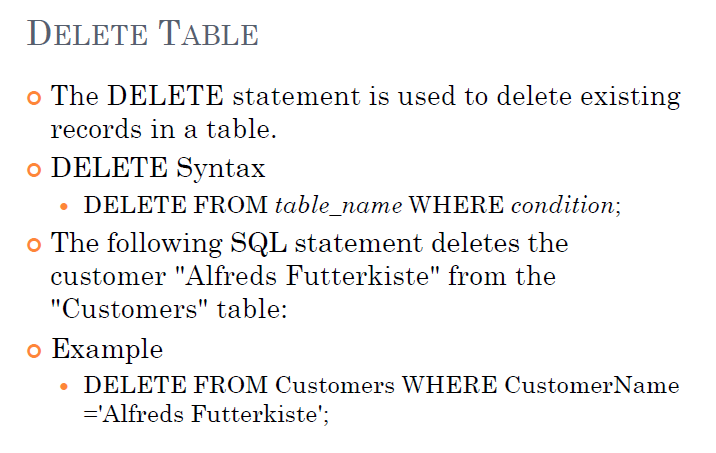 DELETE TABLE
The DELETE statement is used to delete existing
records in a table.
DELETE Syntax
DELETE FROM table_name WHERE condition;
The following SQL statement deletes the
customer "Alfreds Futterkiste" from the
"Customers" table:
Example
DELETE FROM Customers WHERE CustomerName
='Alfreds Futterkiste';